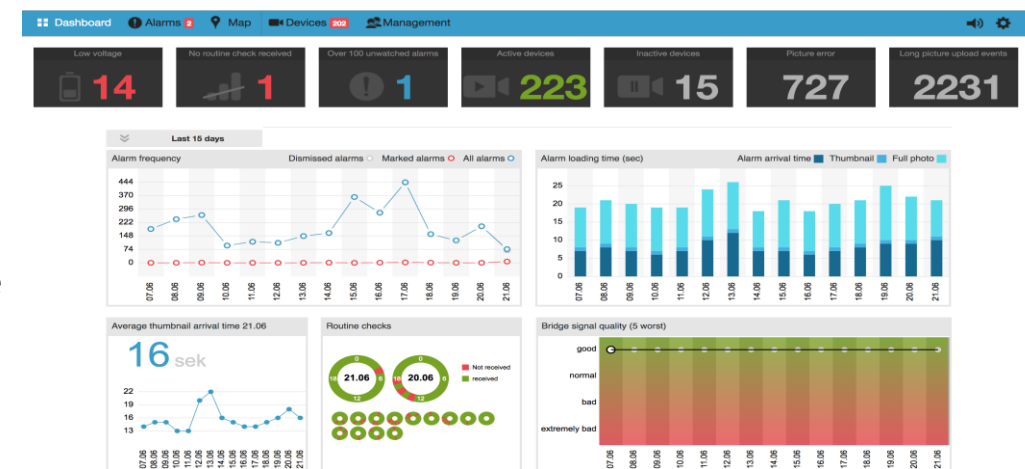 Dashboard Alarms 2 Map Devices 202 Management
Low voltage
14
No routine check received
1
Over 100 unwatched alarms
1
Active devices
223
Inactive devices
15
Picture error
727
Long picture upload events
2231
Last 15 days
Alarm frequency Dismissed alarms Marked alarms All alarms
444
370
296
222
148
74
0
07.06 08.06 09.06 10.06 11.06 12.06 13.06 14.06 15.06 16.06 17.06 18.06 19.06 20.06 21.06
Alarm loading time (sec) Alarm arrival time Thumbnail Full photo
25
20
15
10
5
0
07.06 08.06 09.06 10.06 11.06 12.06 13.06 14.06 15.06 16.06 17.06 18.06 19.06 20.06 21.06
Average thumbnail arrival time 21.06
16 sek
22
19
16
13
07.06 08.06 09.06 10.06 11.06 12.06 13.06 14.06 15.06 16.06 17.06 18.06 19.06 20.06 21.06
Routine checks
0
18 21.06 6
12
0
18 20.06 6
12
Not received
received
Bridge signal quality (5 worst)
good
normal
bad
extremely bad
07.06 08.06 09.06 10.06 11.06 12.06 13.06 14.06 15.06 16.06 17.06 18.06 19.06 20.06 21.06